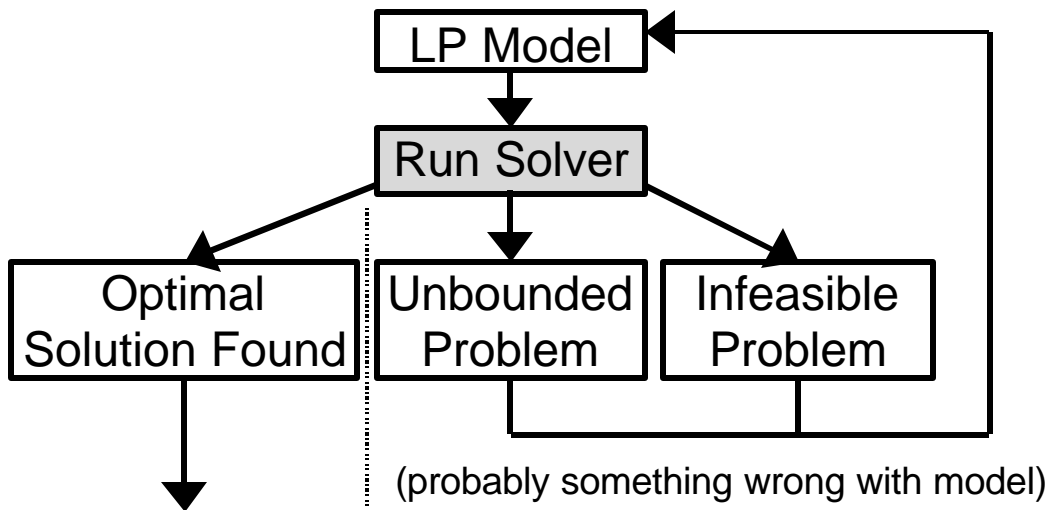 LP Model
Run Solver
Optimal
Solution Found
Unbounded
Problem
Infeasible
Problem
(probably something wrong with model)